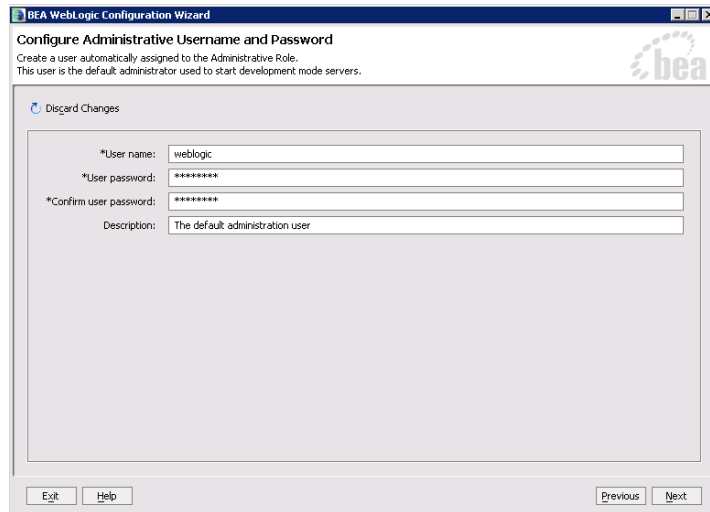 BEA WebLogic Configuration Wizard
Configure Administrative Username and Password
Create a user automatically assigned to the Administrative Role.
This user is the default administrator used to start development mode servers.
bea
Discard Changes
*User name: weblogic
*User password: ********
*Confirm user password: ********
Description: The default administration user
Exit Help Previous Next